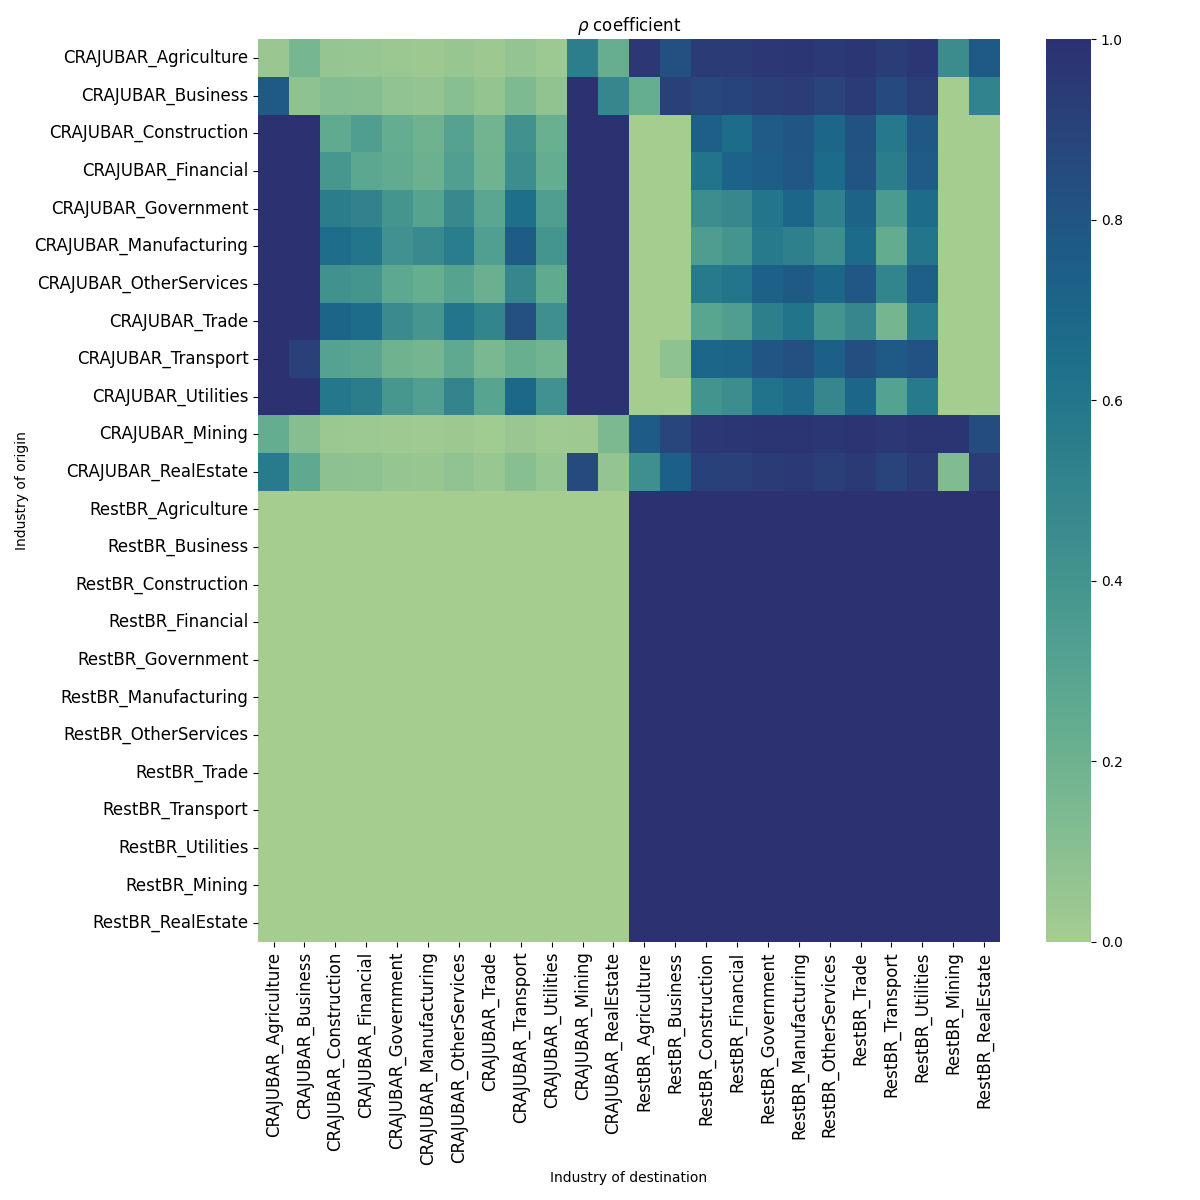 ρ coefficient
CRAJUBAR_Agriculture
CRAJUBAR_Business
CRAJUBAR_Construction
CRAJUBAR_Financial
CRAJUBAR_Government
CRAJUBAR_Manufacturing
CRAJUBAR_OtherServices
CRAJUBAR_Trade
CRAJUBAR_Transport
CRAJUBAR_Utilities
CRAJUBAR_Mining
CRAJUBAR_RealEstate
RestBR_Agriculture
RestBR_Business
RestBR_Construction
RestBR_Financial
RestBR_Government
RestBR_Manufacturing
RestBR_OtherServices
RestBR_Trade
RestBR_Transport
RestBR_Utilities
RestBR_Mining
RestBR_RealEstate
Industry of origin
CRAJUBAR_Agriculture
CRAJUBAR_Business
CRAJUBAR_Construction
CRAJUBAR_Financial
CRAJUBAR_Government
CRAJUBAR_Manufacturing
CRAJUBAR_OtherServices
CRAJUBAR_Trade
CRAJUBAR_Transport
CRAJUBAR_Utilities
CRAJUBAR_Mining
CRAJUBAR_RealEstate
RestBR_Agriculture
RestBR_Business
RestBR_Construction
RestBR_Financial
RestBR_Government
RestBR_Manufacturing
RestBR_OtherServices
RestBR_Trade
RestBR_Transport
RestBR_Utilities
RestBR_Mining
RestBR_RealEstate
Industry of destination
1.0
0.8
0.6
0.4
0.2
0.0